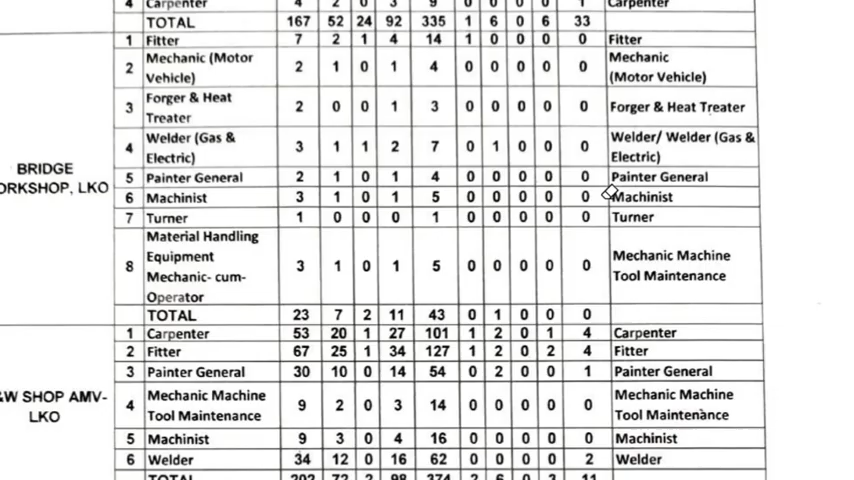 4 Carpenter 4 2 0 3 9 0 0 0 0 1 Carpenter
TOTAL 167 52 24 92 335 1 6 0 6 33
1 Fitter 7 2 1 4 14 1 0 0 0 0 Fitter
2 Mechanic (Motor Vehicle) 2 1 0 1 4 0 0 0 0 0 Mechanic (Motor Vehicle)
3 Forger & Heat Treater 2 0 0 1 3 0 0 0 0 0 Forger & Heat Treater
4 Welder (Gas & Electric) 3 1 1 2 7 0 1 0 0 0 Welder/ Welder (Gas & Electric)
BRIDGE
ORKSHOP, LKO
5 Painter General 2 1 0 1 4 0 0 0 0 0 Painter General
6 Machinist 3 1 0 1 5 0 0 0 0 0 Machinist
7 Turner 1 0 0 0 1 0 0 0 0 0 Turner
8 Material Handling Equipment Mechanic- cum- Operator 3 1 0 1 5 0 0 0 0 0 Mechanic Machine Tool Maintenance
TOTAL 23 7 2 11 43 0 1 0 0 0
1 Carpenter 53 20 1 27 101 1 2 0 1 4 Carpenter
2 Fitter 67 25 1 34 127 1 2 0 2 4 Fitter
3 Painter General 30 10 0 14 54 0 2 0 0 1 Painter General
&W SHOP AMV-
LKO
4 Mechanic Machine Tool Maintenance 9 2 0 3 14 0 0 0 0 0 Mechanic Machine Tool Maintenance
5 Machinist 9 3 0 4 16 0 0 0 0 0 Machinist
6 Welder 34 12 0 16 62 0 0 0 0 2 Welder
TOTAL 202 72 2 98 374 2 6 0 3 11